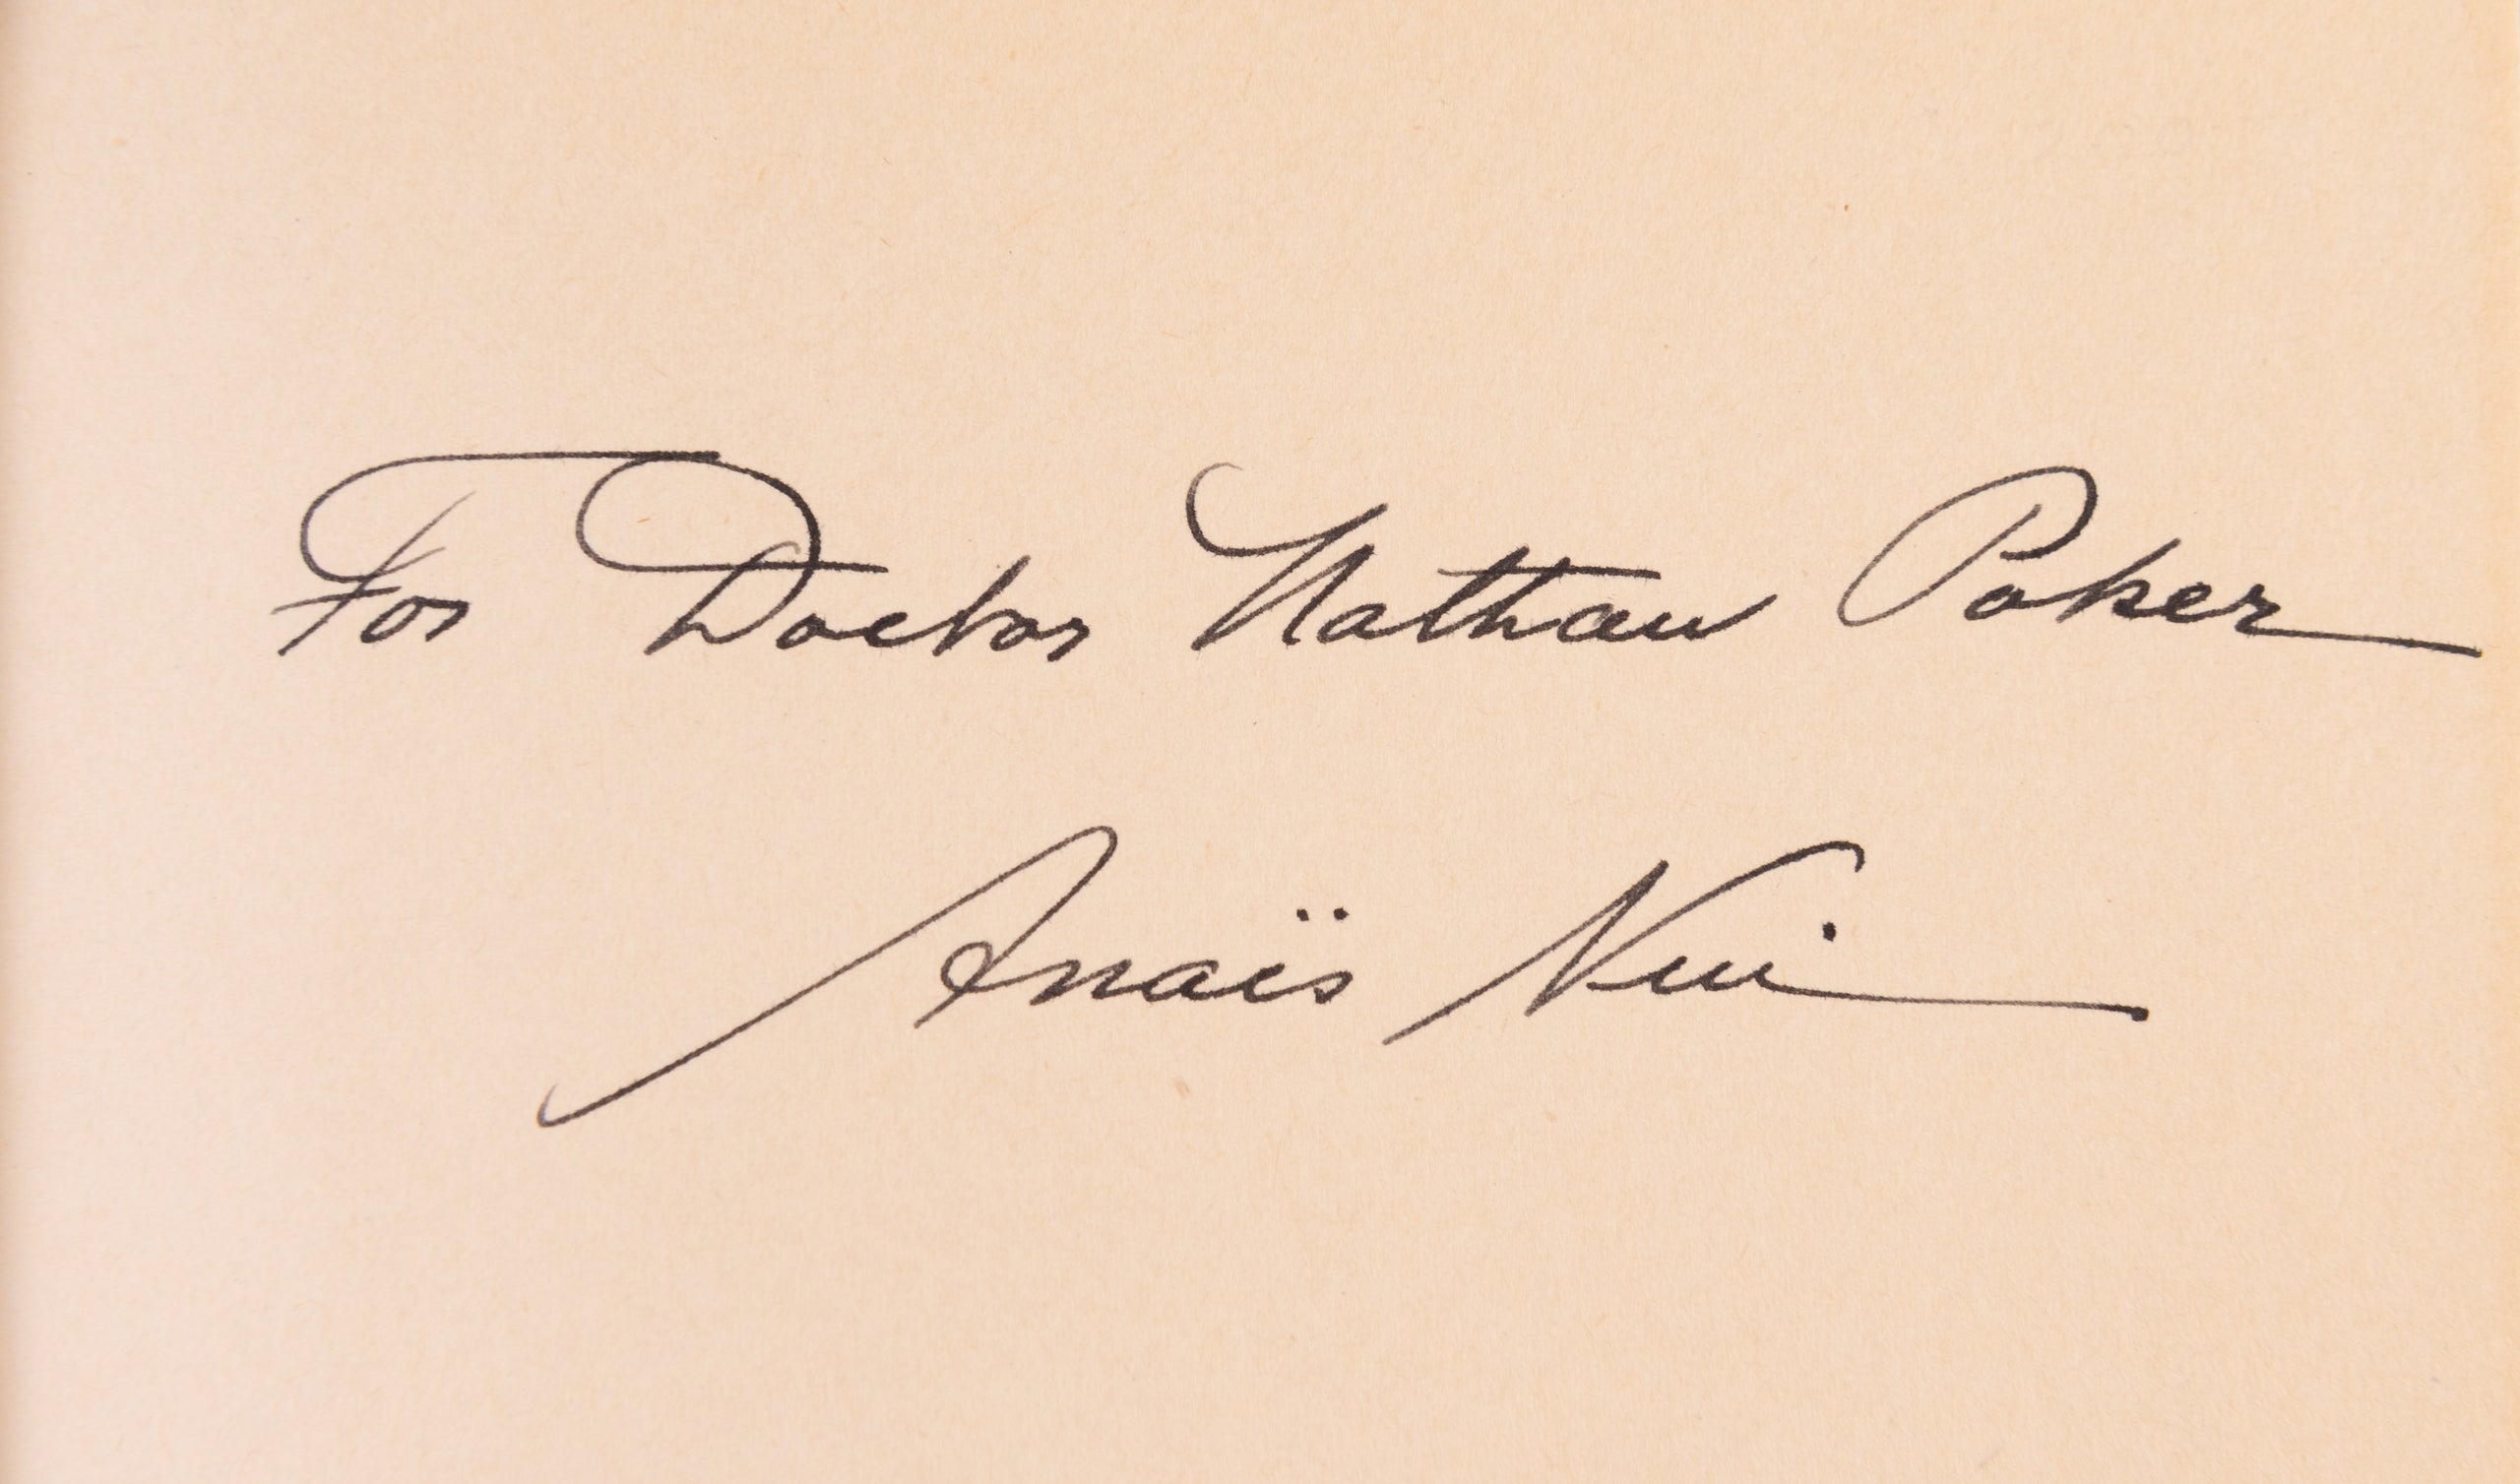 For Doctor Nathan Poker
Anaïs Nin